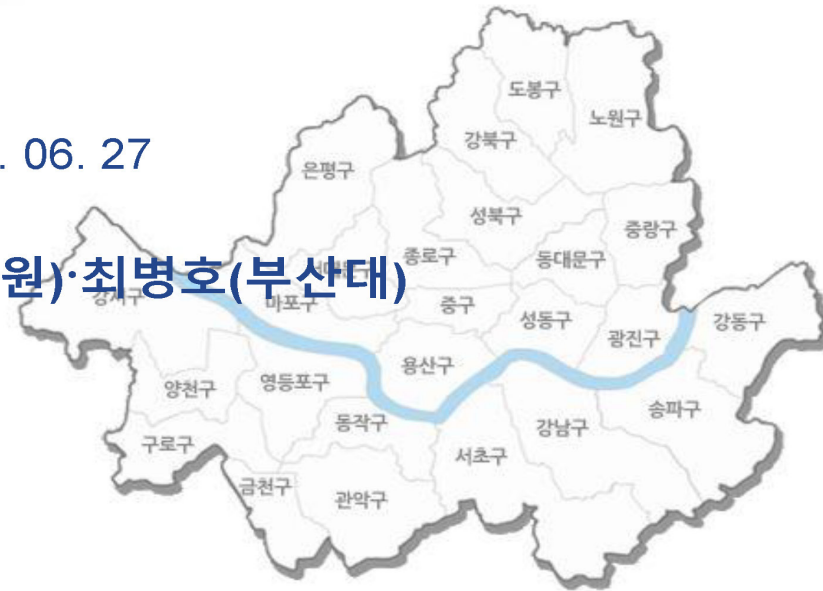 도봉구
노원구
강북구
. 06. 27
은평구
성북구
중랑구
종로구
동대문구
원)·최병호(부산대)
강서구
마포구
중구
성동구
광진구
강동구
용산구
양천구
영등포구
송파구
동작구
강남구
구로구
서초구
금천구
관악구